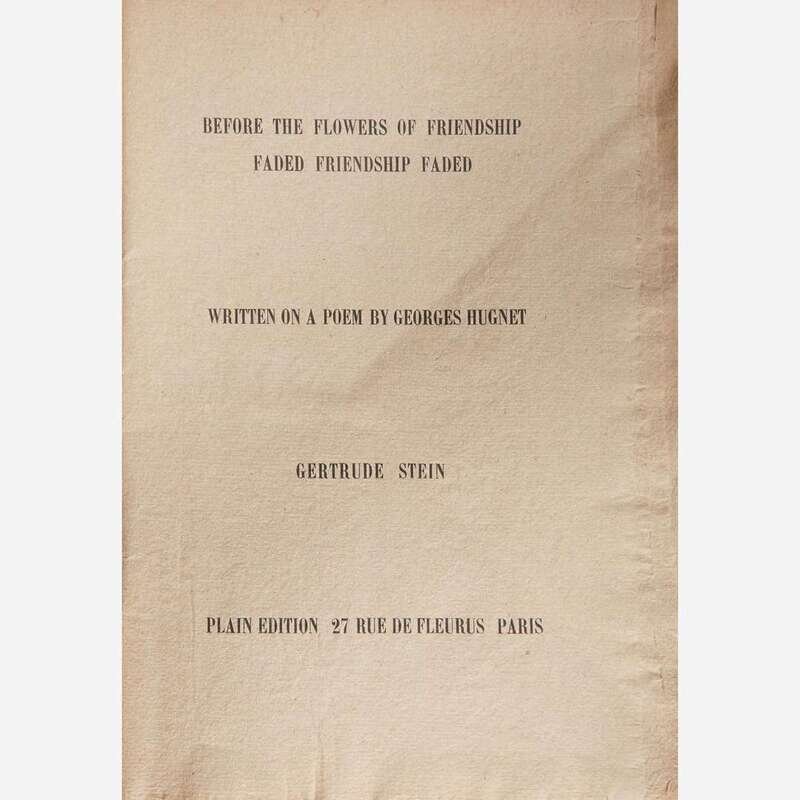 BEFORE THE FLOWERS OF FRIENDSHIP
FADED FRIENDSHIP FADED
WRITTEN ON A POEM BY GEORGES HUGNET
GERTRUDE STEIN
PLAIN EDITION 27 RUE DE FLEURUS PARIS